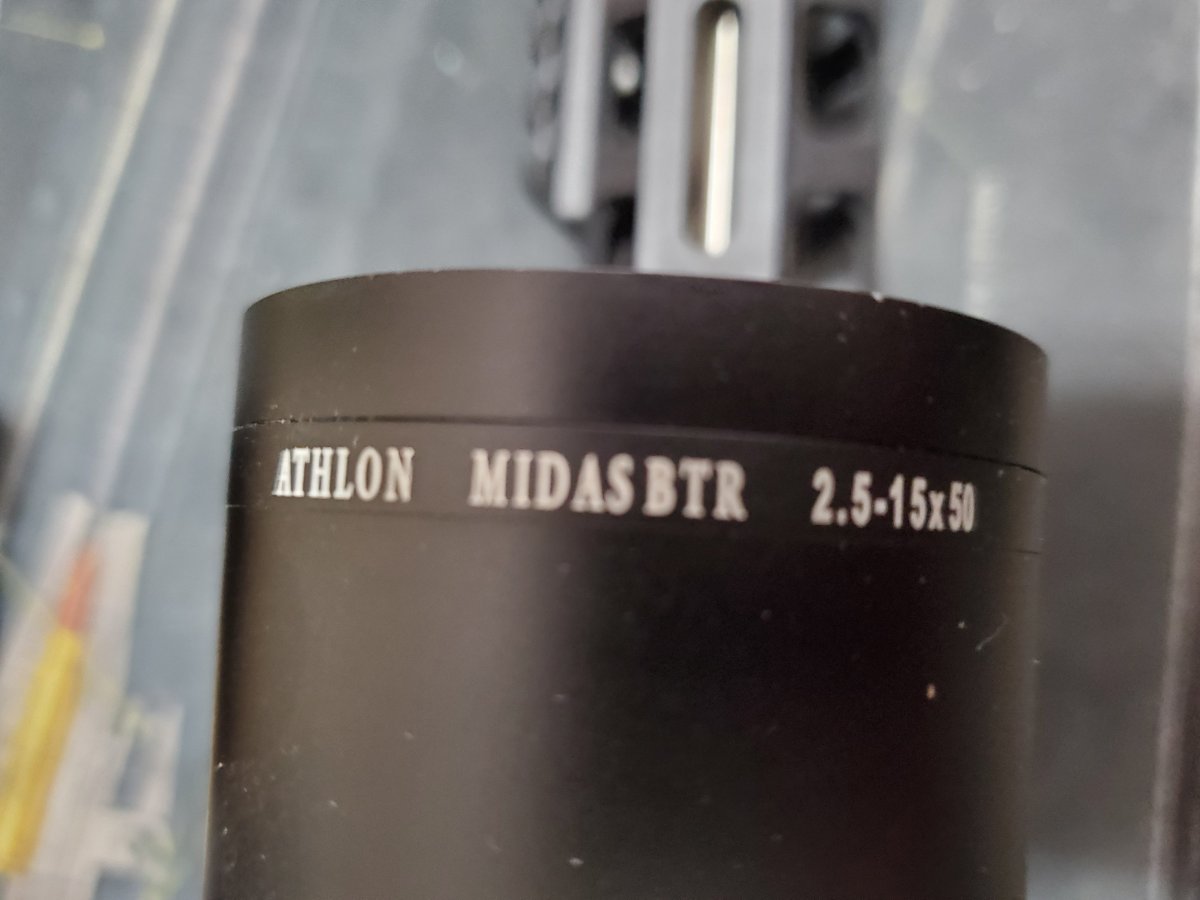 ATHLON MIDAS BTR 2.5-15x50